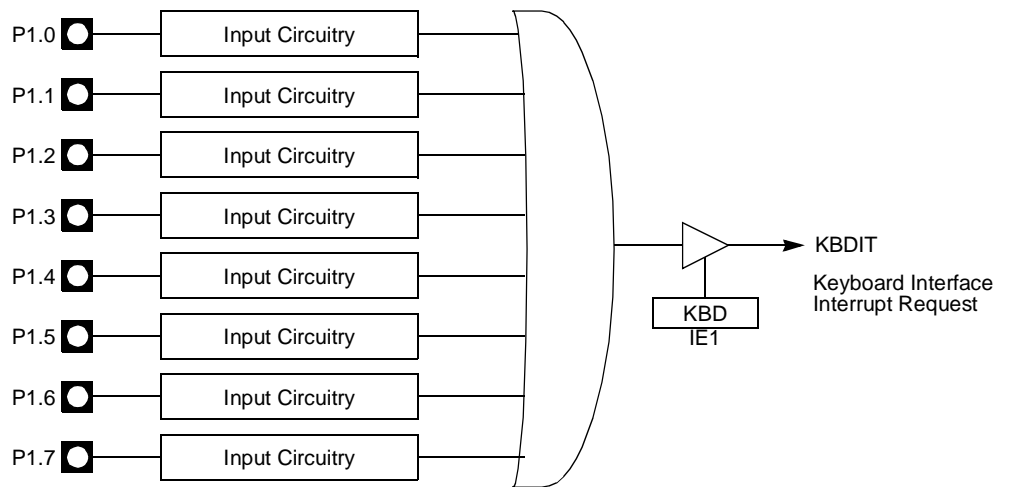 P1.0 Input Circuitry
P1.1 Input Circuitry
P1.2 Input Circuitry
P1.3 Input Circuitry
KBDIT
P1.4 Input Circuitry
Keyboard Interface
Interrupt Request
KBD
IE1
P1.5 Input Circuitry
P1.6 Input Circuitry
P1.7 Input Circuitry